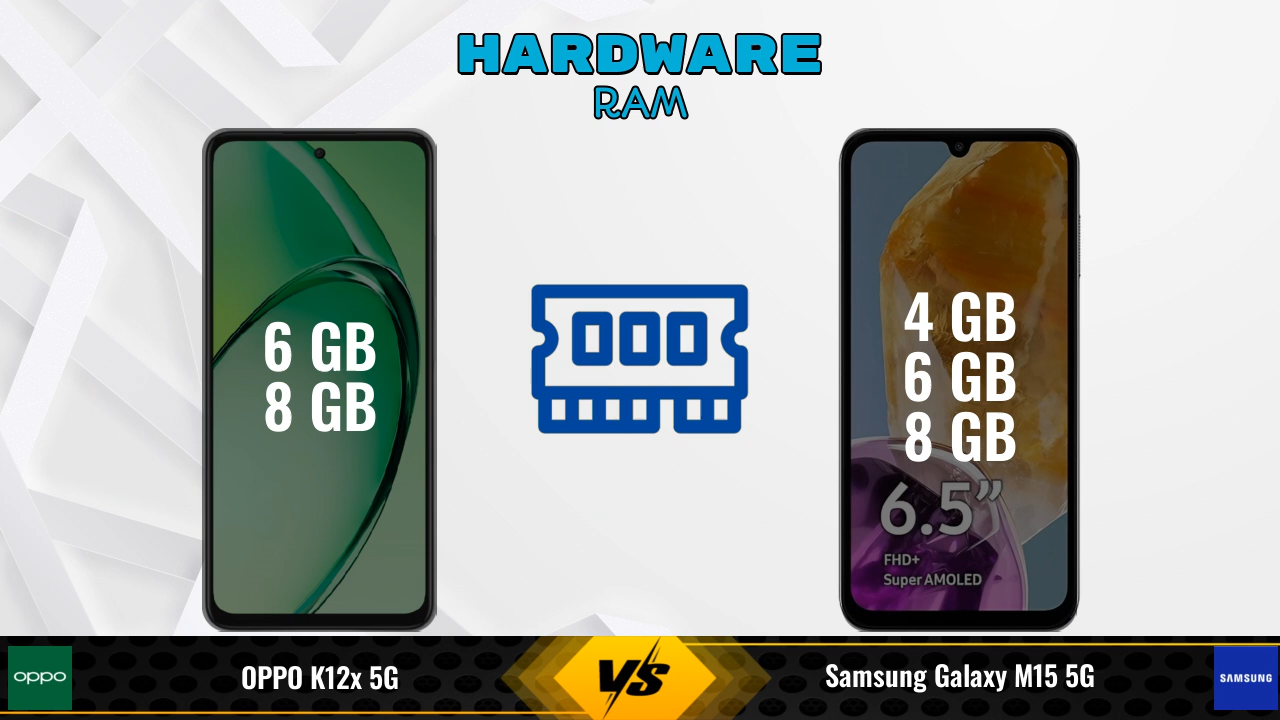 HARDWARE
RAM
6 GB
8 GB
4 GB
6 GB
8 GB
6.5”
FHD+
Super AMOLED
oppo
OPPO K12x 5G
VS
Samsung Galaxy M15 5G
SAMSUNG